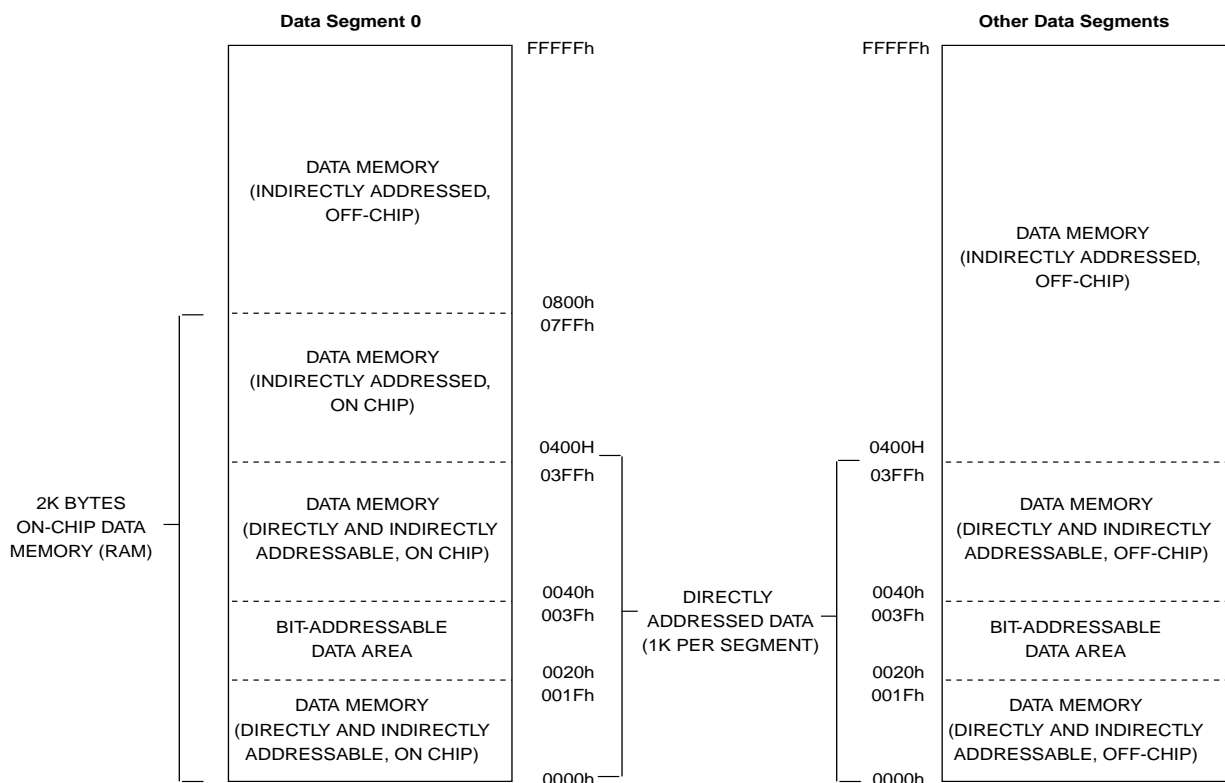 Data Segment 0
Other Data Segments
FFFFFh
FFFFFh
DATA MEMORY
(INDIRECTLY ADDRESSED,
OFF-CHIP)
DATA MEMORY
(INDIRECTLY ADDRESSED,
OFF-CHIP)
0800h
07FFh
DATA MEMORY
(INDIRECTLY ADDRESSED,
ON CHIP)
0400H
03FFh
0400H
03FFh
2K BYTES
ON-CHIP DATA
MEMORY (RAM)
DATA MEMORY
(DIRECTLY AND INDIRECTLY
ADDRESSABLE, ON CHIP)
DATA MEMORY
(DIRECTLY AND INDIRECTLY
ADDRESSABLE, OFF-CHIP)
0040h
003Fh
DIRECTLY
ADDRESSED DATA
(1K PER SEGMENT)
0040h
003Fh
BIT-ADDRESSABLE
DATA AREA
BIT-ADDRESSABLE
DATA AREA
0020h
001Fh
0020h
001Fh
DATA MEMORY
(DIRECTLY AND INDIRECTLY
ADDRESSABLE, ON CHIP)
DATA MEMORY
(DIRECTLY AND INDIRECTLY
ADDRESSABLE, OFF-CHIP)
0000h
0000h